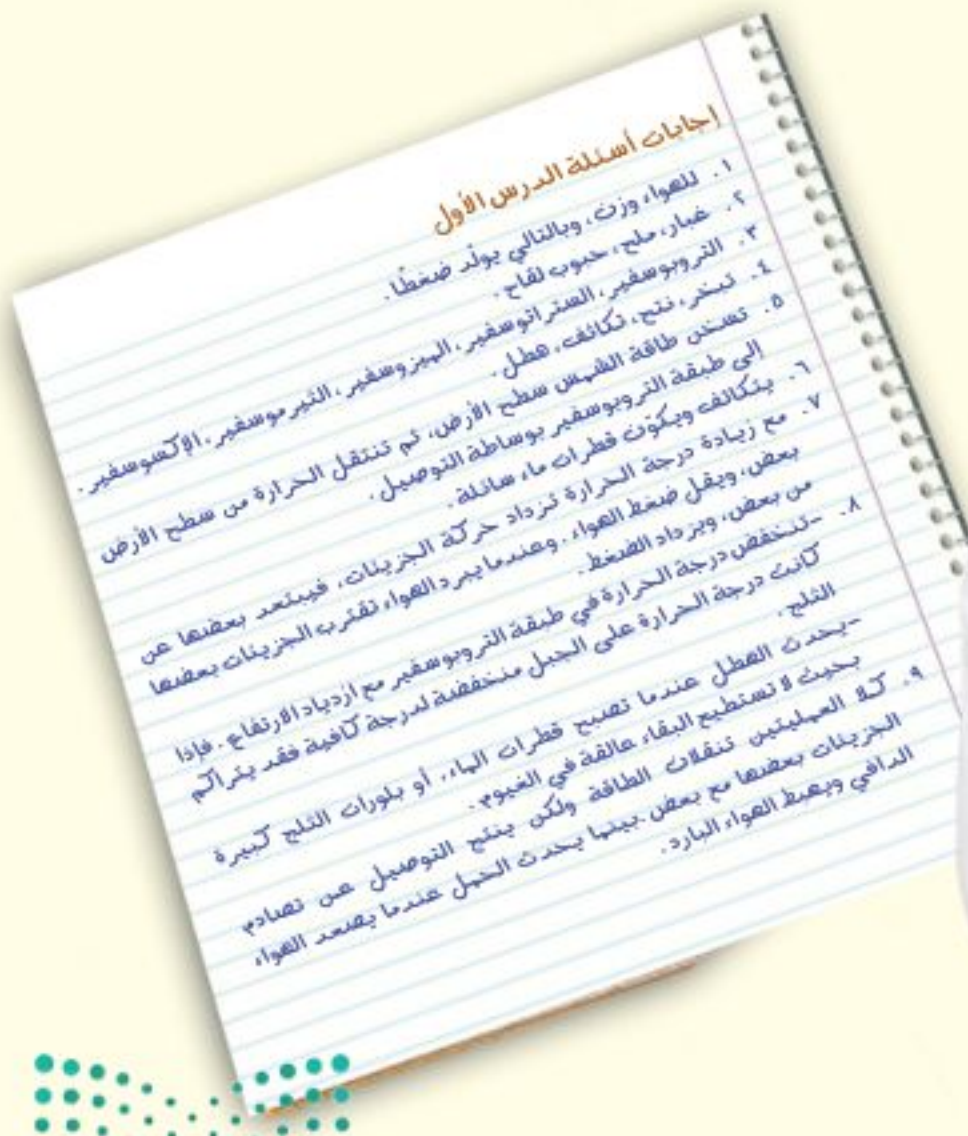 إجابات أسئلة الدرس الأول
١. للهواء وزن، وبالتالي يولّد ضغطًا.
٢. غبار، ملح، حبوب لقاح.
٣. التروبوسفير، الستراتوسفير، الميزوسفير، الثيرموسفير، الإكسوسفير.
٤. تبخر، نتح، تكاثف، هطل.
٥. تسخن طاقة الشمس سطح الأرض، ثم تنتقل الحرارة من سطح الأرض
إلى طبقة التروبوسفير بوساطة التوصيل.
٦. يتكاثف ويكون قطرات ماء سائلة.
٧. مع زيادة درجة الحرارة تزداد حركة الجزيئات، فيبتعد بعضها عن
بعض، ويقل ضغط الهواء. وعندما يبرد الهواء تقترب الجزيئات بعضها
من بعض، ويزداد الضغط.
٨. -تنخفض درجة الحرارة في طبقة التروبوسفير مع ازدياد الارتفاع. فإذا
كانت درجة الحرارة على الجبل منخفضة لدرجة كافية فقد يتراكم
الثلج.
-يحدث الهطل عندما تصبح قطرات الماء، أو بلورات الثلج كبيرة
بحيث لا تستطيع البقاء عالقة في الغيوم.
٩. كلا العمليتين تنقلان الطاقة ولكن ينتج التوصيل عن تصادم
الجزيئات بعضها مع بعض. بينما يحدث الحمل عندما يصعد الهواء
الدافي ويهبط الهواء البارد.